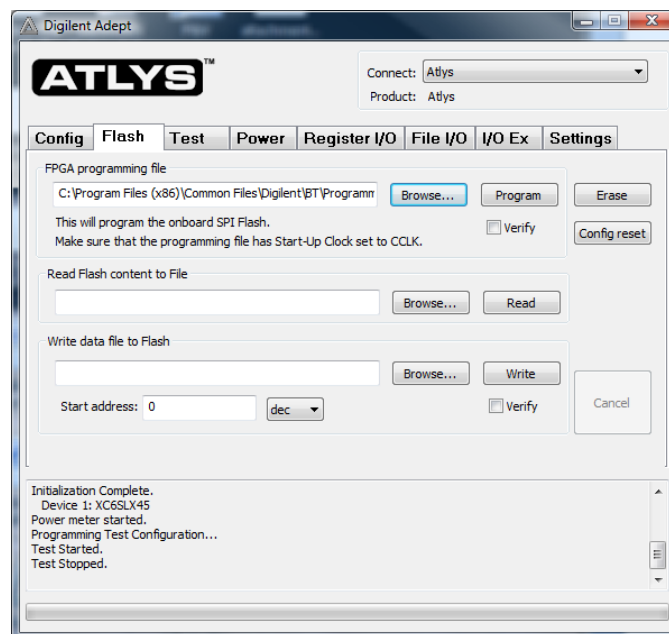 Digilent Adept
ATLYS™
Connect: Atlys
Product: Atlys
Config Flash Test Power Register I/O File I/O I/O Ex Settings
FPGA programming file
C:\Program Files (x86)\Common Files\Digilent\BT\Programm Browse... Program Erase
This will program the onboard SPI Flash.
Verify
Config reset
Make sure that the programming file has Start-Up Clock set to CCLK.
Read Flash content to File
Browse... Read
Write data file to Flash
Browse... Write
Start address: 0 dec Verify
Cancel
Initialization Complete.
Device 1: XC6SLX45
Power meter started.
Programming Test Configuration...
Test Started.
Test Stopped.